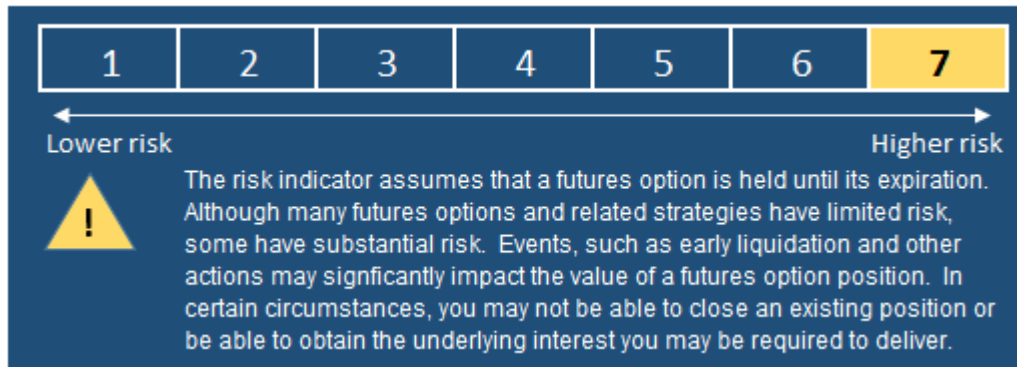 1 2 3 4 5 6 7
Lower risk Higher risk
!
The risk indicator assumes that a futures option is held until its expiration.
Although many futures options and related strategies have limited risk,
some have substantial risk.  Events, such as early liquidation and other
actions may signficantly impact the value of a futures option position.  In
certain circumstances, you may not be able to close an existing position or
be able to obtain the underlying interest you may be required to deliver.